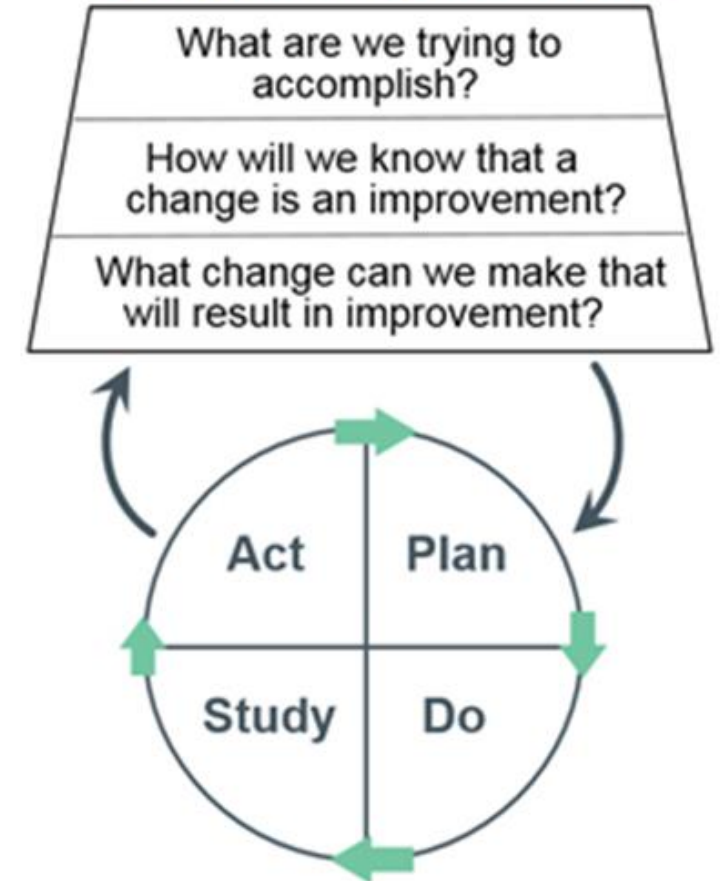 What are we trying to
accomplish?
How will we know that a
change is an improvement?
What change can we make that
will result in improvement?
Act
Plan
Study
Do